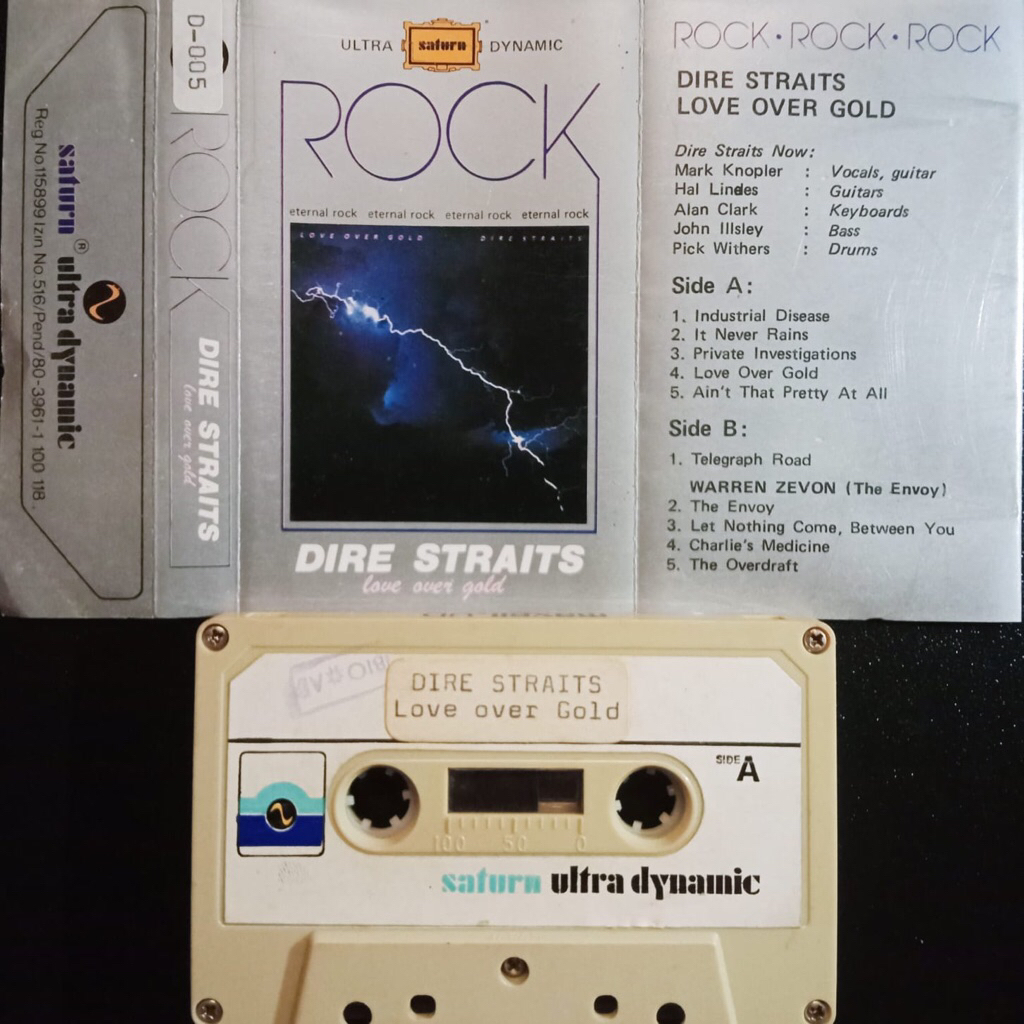 Reg No.115899 Izin No.516/Pend/80-3961-1 100 118.
saturn ® ultra dynamic
D-005
ROCK
DIRE STRAITS
love over gold
ULTRA saturn DYNAMIC
ROCK
eternal rock eternal rock eternal rock eternal rock
LOVE OVER GOLD DIRE STRAITS
DIRE STRAITS
love over gold
ROCK • ROCK • ROCK
DIRE STRAITS
LOVE OVER GOLD
Dire Straits Now:
Mark Knopler : Vocals, guitar
Hal Lindes : Guitars
Alan Clark : Keyboards
John Illsley : Bass
Pick Withers : Drums
Side A:
1. Industrial Disease
2. It Never Rains
3. Private Investigations
4. Love Over Gold
5. Ain't That Pretty At All
Side B:
1. Telegraph Road
WARREN ZEVON (The Envoy)
2. The Envoy
3. Let Nothing Come, Between You
4. Charlie's Medicine
5. The Overdraft
DIRE STRAITS
Love over Gold
SIDE A
100 50 0
saturn ultra dynamic